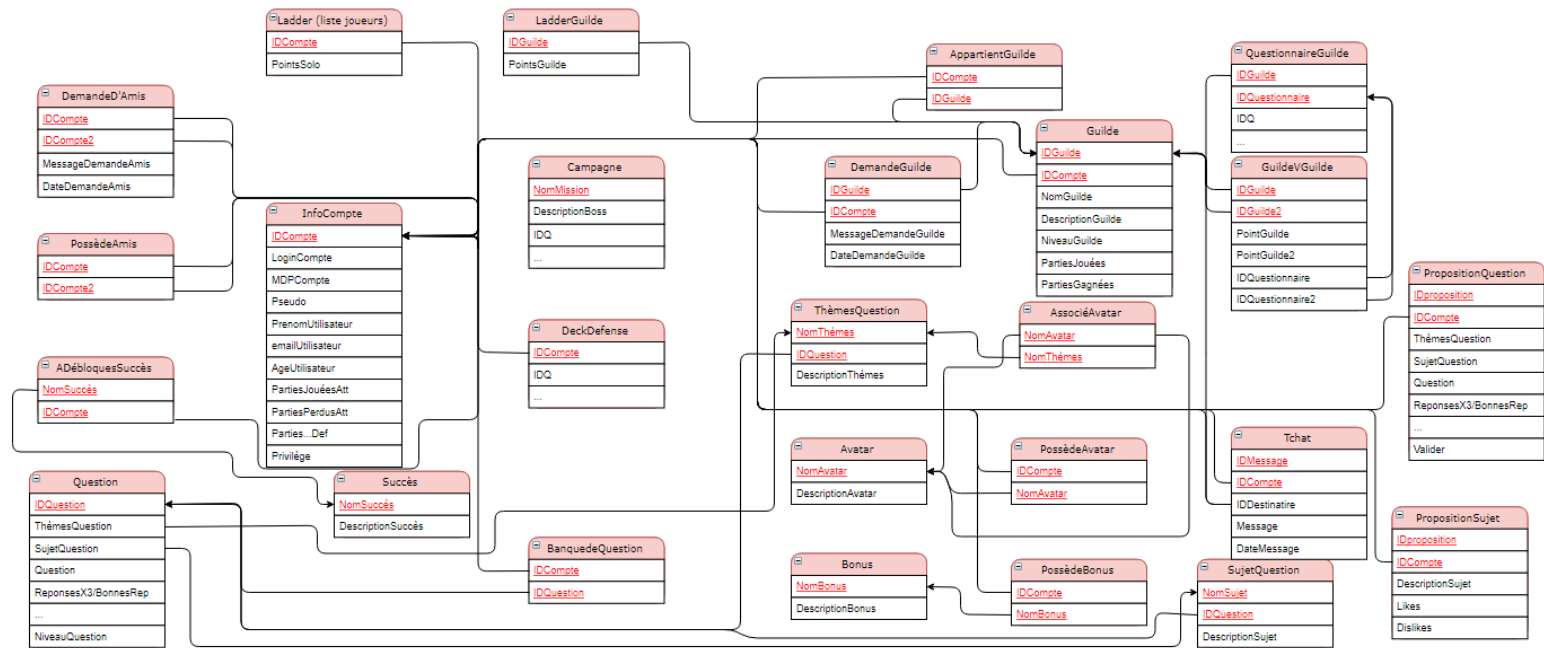 Ladder (liste joueurs)
IDCompte
PointsSolo
LadderGuilde
IDGuilde
PointsGuilde
AppartientGuilde
IDCompte
IDGuilde
QuestionnaireGuilde
IDGuilde
IDQuestionnaire
IDQ
...
DemandeD'Amis
IDCompte
IDCompte2
MessageDemandeAmis
DateDemandeAmis
Guilde
IDGuilde
IDCompte
NomGuilde
DescriptionGuilde
NiveauGuilde
PartiesJouées
PartiesGagnées
Campagne
NomMission
DescriptionBoss
IDQ
...
DemandeGuilde
IDGuilde
IDCompte
MessageDemandeGuilde
DateDemandeGuilde
GuildeVGuilde
IDGuilde
IDGuilde2
PointGuilde
PointGuilde2
IDQuestionnaire
IDQuestionnaire2
InfoCompte
IDCompte
LoginCompte
MDPCompte
Pseudo
PrenomUtilisateur
emailUtilisateur
AgeUtilisateur
PartiesJouéesAtt
PartiesPerdusAtt
Parties...Def
Privilége
PossèdeAmis
IDCompte
IDCompte2
PropositionQuestion
IDproposition
IDCompte
ThémesQuestion
SujetQuestion
Question
ReponsesX3/BonnesRep
...
Valider
ThèmesQuestion
NomThèmes
IDQuestion
DescriptionThèmes
AssociéAvatar
NomAvatar
NomThèmes
DeckDefense
IDCompte
IDQ
...
ADébloquesSuccès
NomSuccés
IDCompte
Tchat
IDMessage
IDCompte
IDDestinatire
Message
DateMessage
Avatar
NomAvatar
DescriptionAvatar
PossèdeAvatar
IDCompte
NomAvatar
Question
IDQuestion
ThèmesQuestion
SujetQuestion
Question
ReponsesX3/BonnesRep
...
NiveauQuestion
Succès
NomSuccés
DescriptionSuccès
PropositionSujet
IDproposition
IDCompte
DescriptionSujet
Likes
Dislikes
BanquedeQuestion
IDCompte
IDQuestion
Bonus
NomBonus
DescriptionBonus
PossèdeBonus
IDCompte
NomBonus
SujetQuestion
NomSujet
IDQuestion
DescriptionSujet